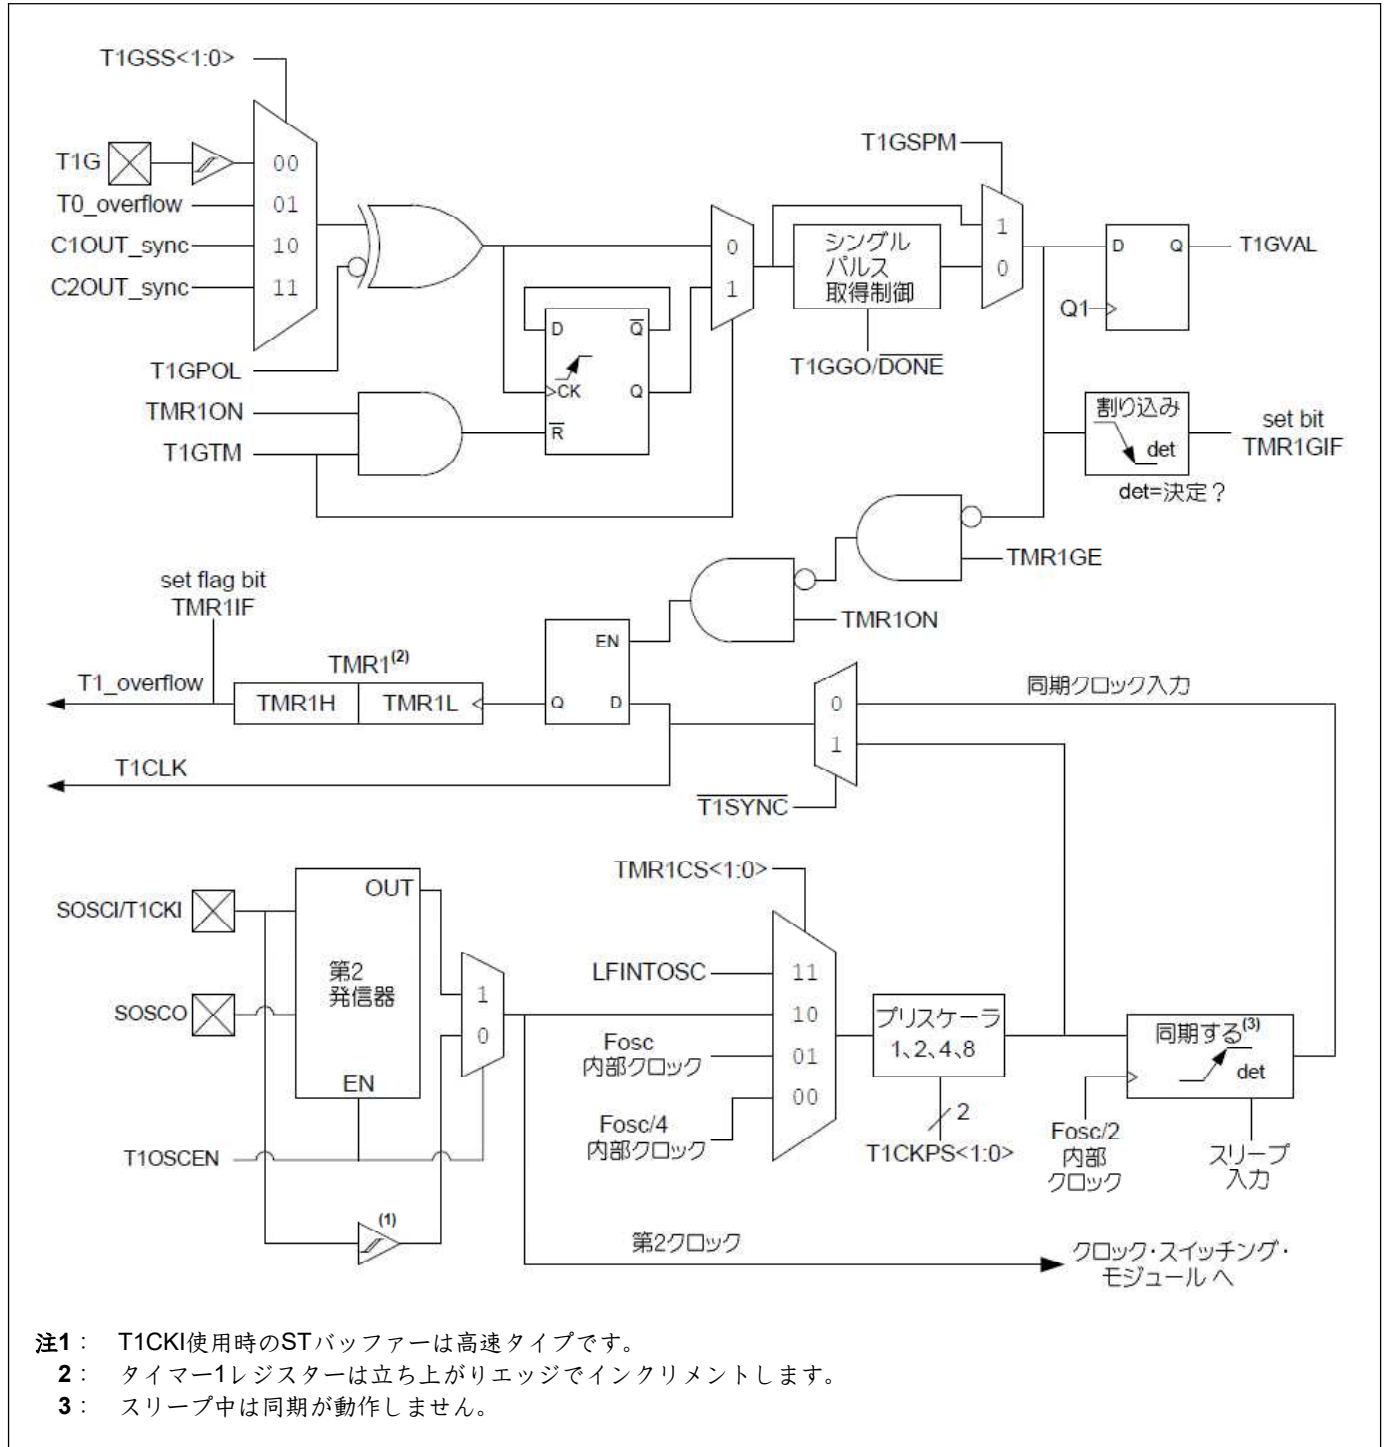 T1GSS<1:0>
T1G
T0_overflow
C1OUT_sync
C2OUT_sync
00
01
10
11
T1GPOL
TMR1ON
T1GTM
D
Q
CK
Q
R
0
1
シングル
パルス
取得制御
T1GGO/DONE
T1GSPM
1
0
D
Q
Q1
T1GVAL
割り込み
det
set bit
TMR1GIF
det=決定？
TMR1GE
TMR1ON
set flag bit
TMR1IF
TMR1(2)
T1_overflow
TMR1H
TMR1L
EN
Q
D
T1CLK
0
1
同期クロック入力
T1SYNC
SOSCI/T1CKI
SOSCO
OUT
第2
発信器
EN
1
0
T1OSCEN
(1)
TMR1CS<1:0>
LFINTOSC
Fosc
内部クロック
Fosc/4
内部クロック
11
10
01
00
プリスケーラ
1、2、4、8
2
T1CKPS<1:0>
同期する(3)
det
Fosc/2
内部
クロック
スリープ
入力
第2クロック
クロック・スイッチング・
モジュールへ
注1： T1CKI使用時のSTバッファーは高速タイプです。
2： タイマー1レジスターは立ち上がりエッジでインクリメントします。
3： スリープ中は同期が動作しません。